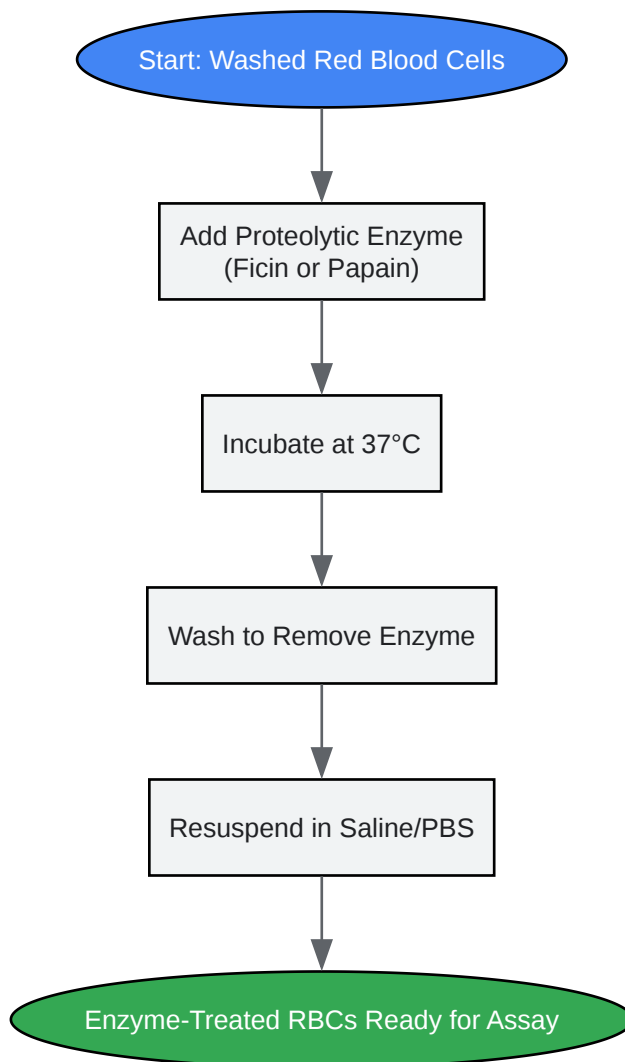 Start: Washed Red Blood Cells
Add Proteolytic Enzyme
(Ficin or Papain)
Incubate at 37°C
Wash to Remove Enzyme
Resuspend in Saline/PBS
Enzyme-Treated RBCs Ready for Assay